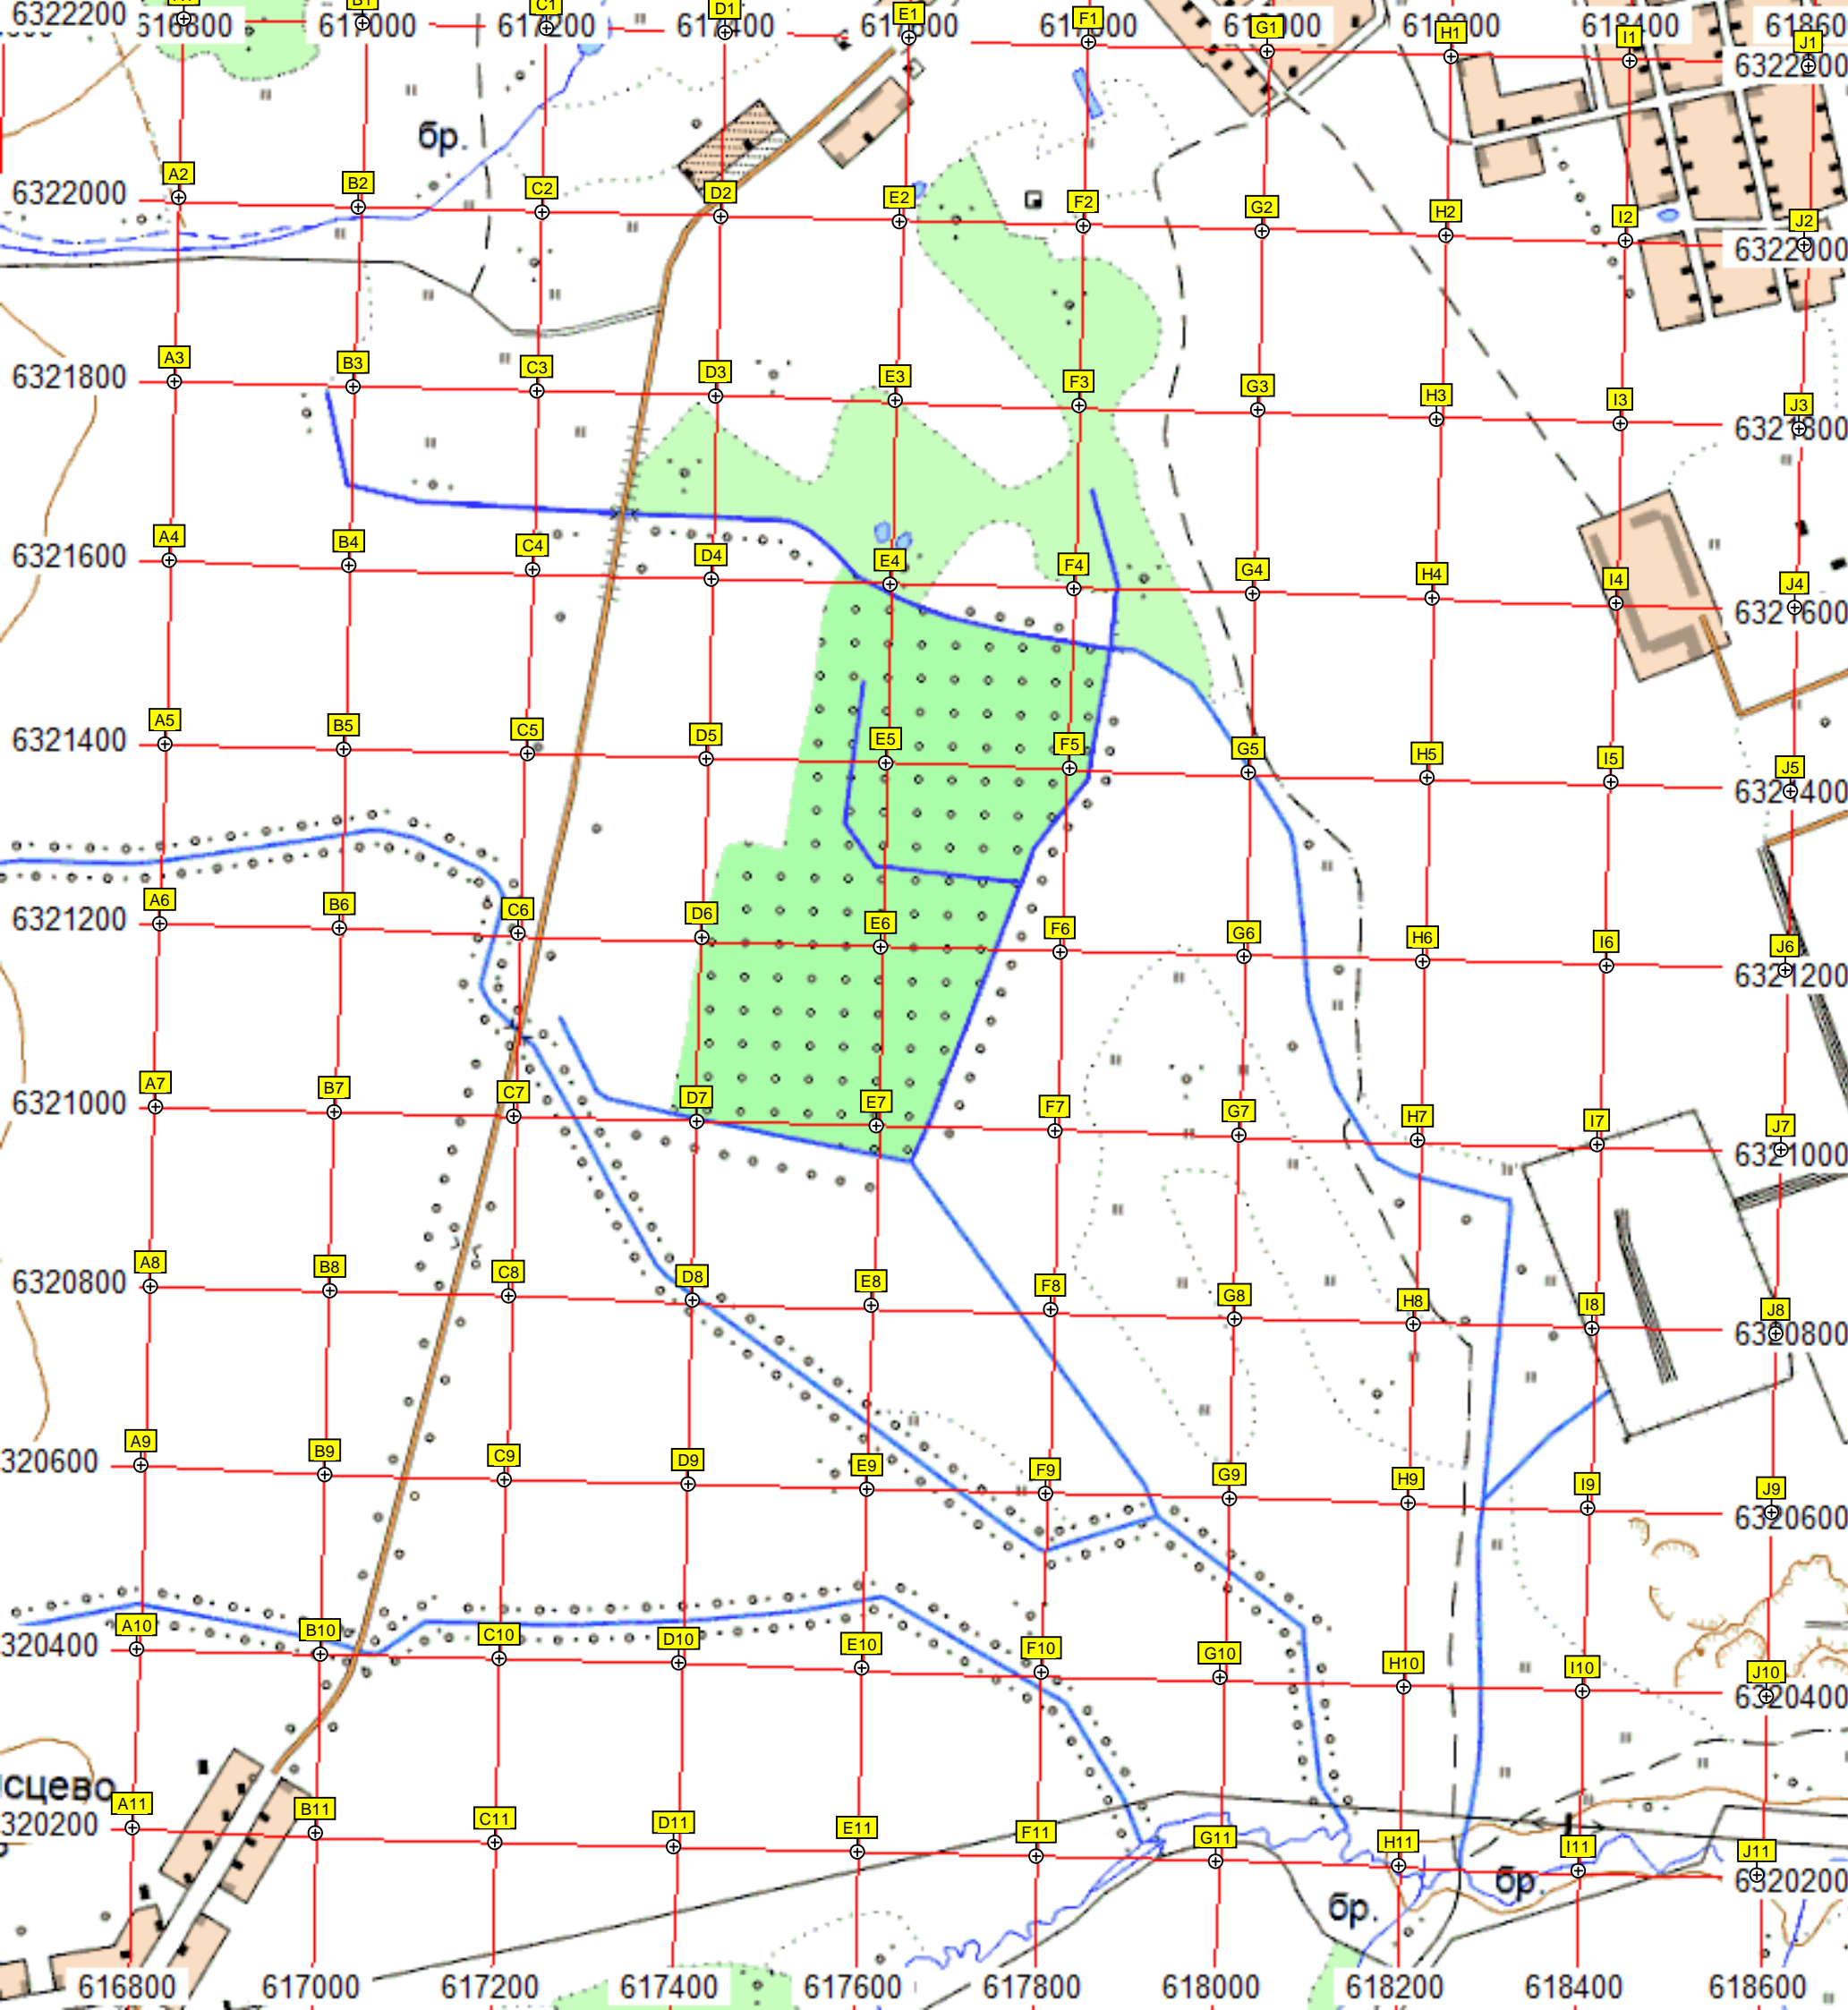 A1 B1 C1 D1 E1 F1 G1 H1 I1 J1
6322200 616800 617000 617200 617400 618400
бр.
A2 B2 C2 D2 E2 F2 G2 H2 I2 J2
6322000 6322000
A3 B3 C3 D3 E3 F3 G3 H3 I3 J3
6321800
A4 B4 C4 D4 E4 F4 G4 H4 I4 J4
6321600
A5 B5 C5 D5 E5 F5 G5 H5 I5 J5
6321400
A6 B6 C6 D6 E6 F6 G6 H6 I6 J6
6321200 6321200
A7 B7 C7 D7 E7 F7 G7 H7 I7 J7
6321000 6321000
A8 B8 C8 D8 E8 F8 G8 H8 I8 J8
6320800 6320800
A9 B9 C9 D9 E9 F9 G9 H9 I9 J9
320600 6320600
A10 B10 C10 D10 E10 F10 G10 H10 I10 J10
320400 6320400
сцево
A11 B11 C11 D11 E11 F11 G11 H11 I11 J11
320200 6320200
бр. бр.
616800 617000 617200 617400 617600 617800 618000 618200 618400 618600